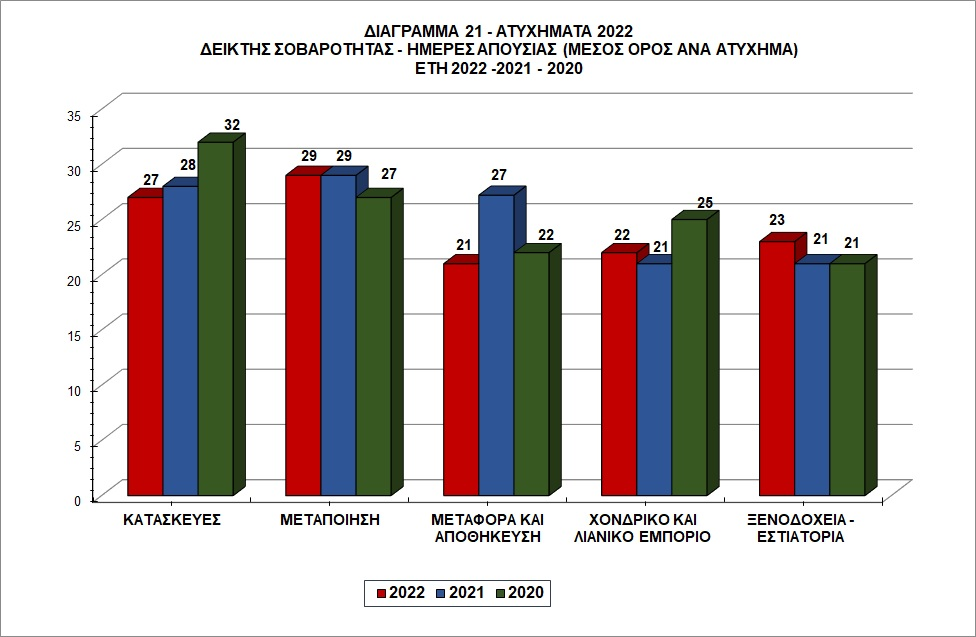 ΔΙΑΓΡΑΜΜΑ 21 - ΑΤΥΧΗΜΑΤΑ 2022
ΔΕΙΚΤΗΣ ΣΟΒΑΡΟΤΗΤΑΣ - ΗΜΕΡΕΣ ΑΠΟΥΣΙΑΣ (ΜΕΣΟΣ ΟΡΟΣ ΑΝΑ ΑΤΥΧΗΜΑ)
ΕΤΗ 2022 -2021 - 2020
35
30
25
20
15
10
5
0
27
28
32
29
29
27
21
27
22
22
21
25
23
21
21
ΚΑΤΑΣΚΕΥΕΣ
ΜΕΤΑΠΟΙΗΣΗ
ΜΕΤΑΦΟΡΑ ΚΑΙ
ΑΠΟΘΗΚΕΥΣΗ
ΧΟΝΔΡΙΚΟ ΚΑΙ
ΛΙΑΝΙΚΟ ΕΜΠΟΡΙΟ
ΞΕΝΟΔΟΧΕΙΑ -
ΕΣΤΙΑΤΟΡΙΑ
2022 2021 2020